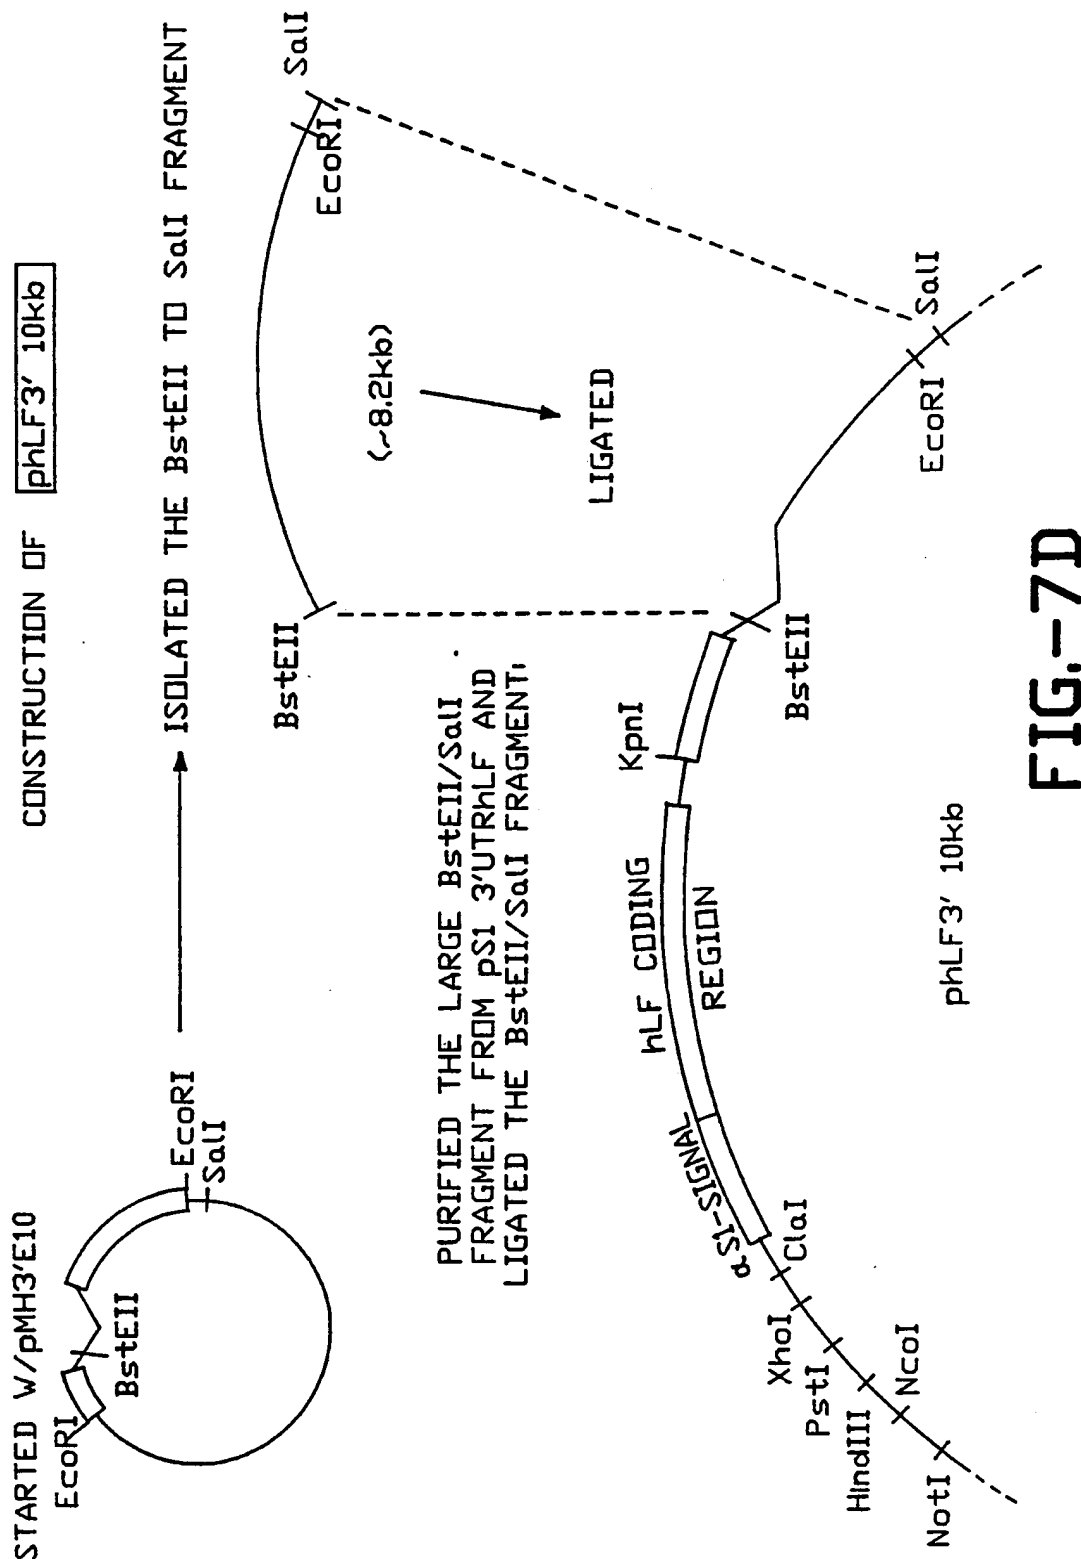 CONSTRUCTION OF phLF3' 10kb
STARTED W/pMH3'E10
EcoRI
BstEII
EcoRI
SalI
ISOLATED THE BstEII TO SalI FRAGMENT
BstEII
EcoRI
SalI
(~8.2kb)
LIGATED
PURIFIED THE LARGE BstEII/SalI
FRAGMENT FROM pS1 3'UTRhLF AND
LIGATED THE BstEII/SalI FRAGMENT:
NotI
NcoI
HindIII
PstI
XhoI
ClaI
αS1-SIGNAL
hLF CODING
REGION
KpnI
BstEII
EcoRI
SalI
phLF3' 10kb
FIG.-7D